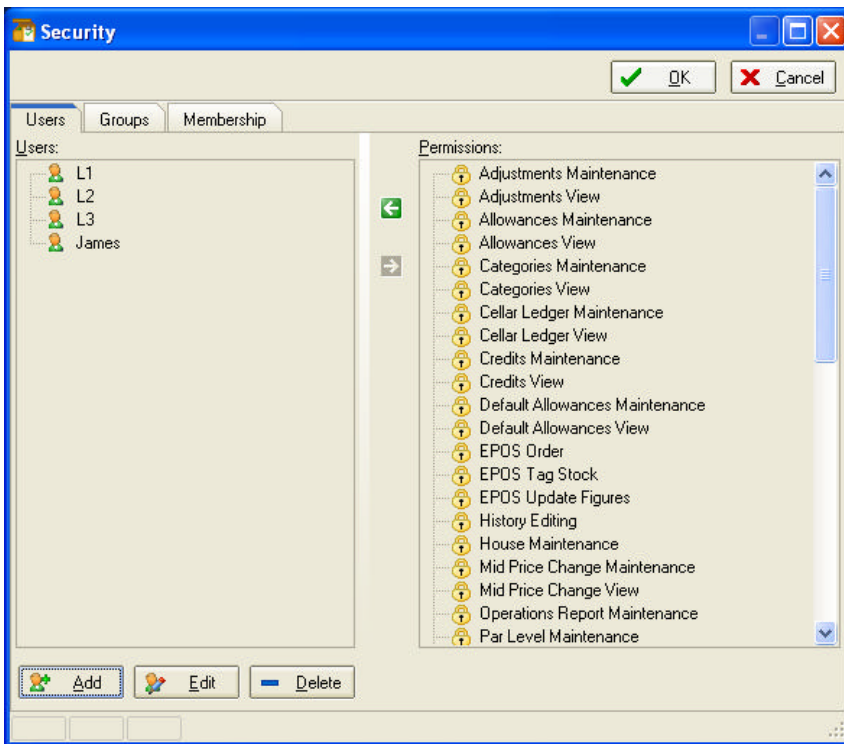 Security
OK
Cancel
Users
Groups
Membership
Users:
L1
L2
L3
James
Permissions:
Adjustments Maintenance
Adjustments View
Allowances Maintenance
Allowances View
Categories Maintenance
Categories View
Cellar Ledger Maintenance
Cellar Ledger View
Credits Maintenance
Credits View
Default Allowances Maintenance
Default Allowances View
EPOS Order
EPOS Tag Stock
EPOS Update Figures
History Editing
House Maintenance
Mid Price Change Maintenance
Mid Price Change View
Operations Report Maintenance
Par Level Maintenance
Add
Edit
Delete